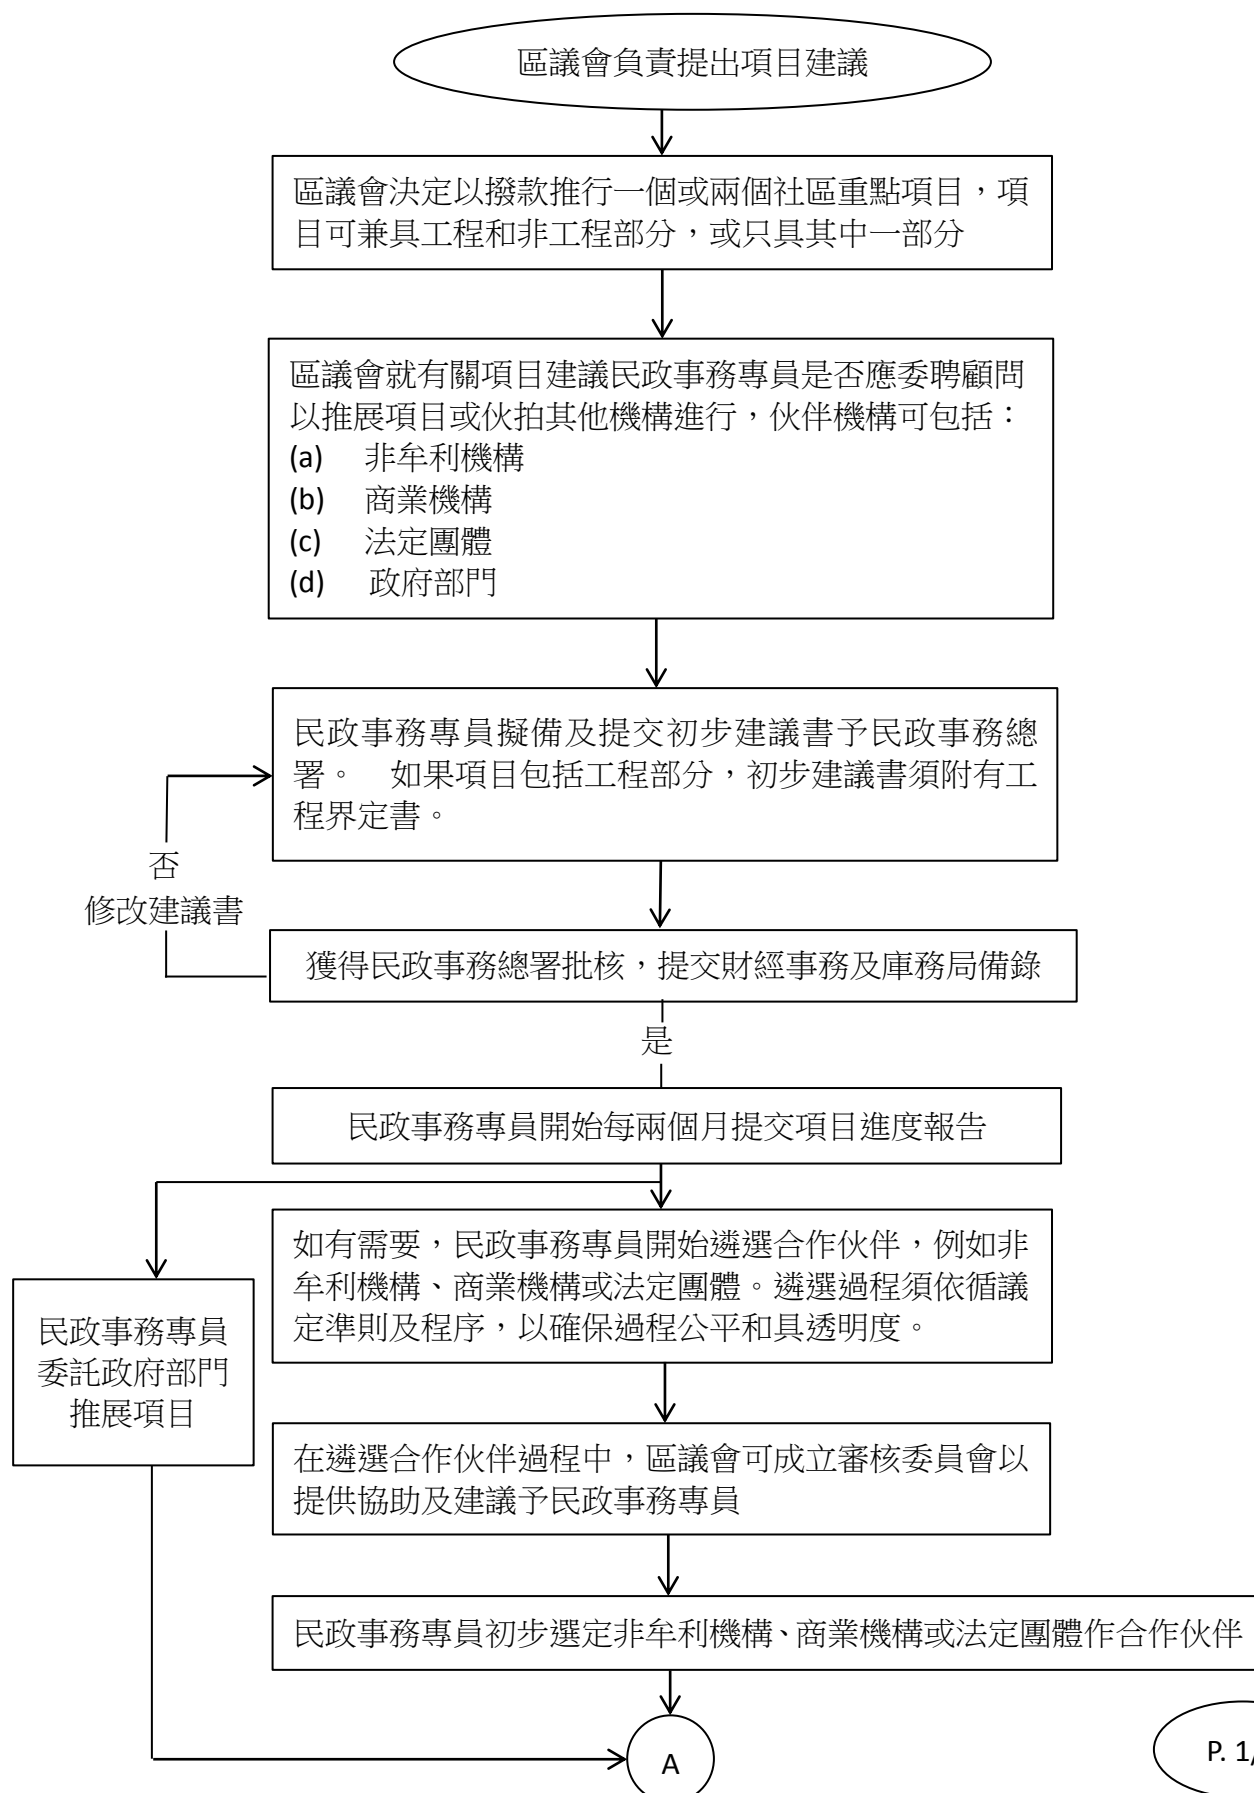 區議會負責提出項目建議
區議會決定以撥款推行一個或兩個社區重點項目，項
目可兼具工程和非工程部分，或只具其中一部分
區議會就有關項目建議民政事務專員是否應委聘顧問
以推展項目或伙拍其他機構進行，伙伴機構可包括：
(a) 非牟利機構
(b) 商業機構
(c) 法定團體
(d) 政府部門
民政事務專員擬備及提交初步建議書予民政事務總
署。 如果項目包括工程部分，初步建議書須附有工
程界定書。
否
修改建議書
獲得民政事務總署批核，提交財經事務及庫務局備錄
是
民政事務專員開始每兩個月提交項目進度報告
如有需要，民政事務專員開始遴選合作伙伴，例如非
牟利機構、商業機構或法定團體。遴選過程須依循議
定準則及程序，以確保過程公平和具透明度。
民政事務專員
委託政府部門
推展項目
在遴選合作伙伴過程中，區議會可成立審核委員會以
提供協助及建議予民政事務專員
民政事務專員初步選定非牟利機構、商業機構或法定團體作合作伙伴
A
P. 1/